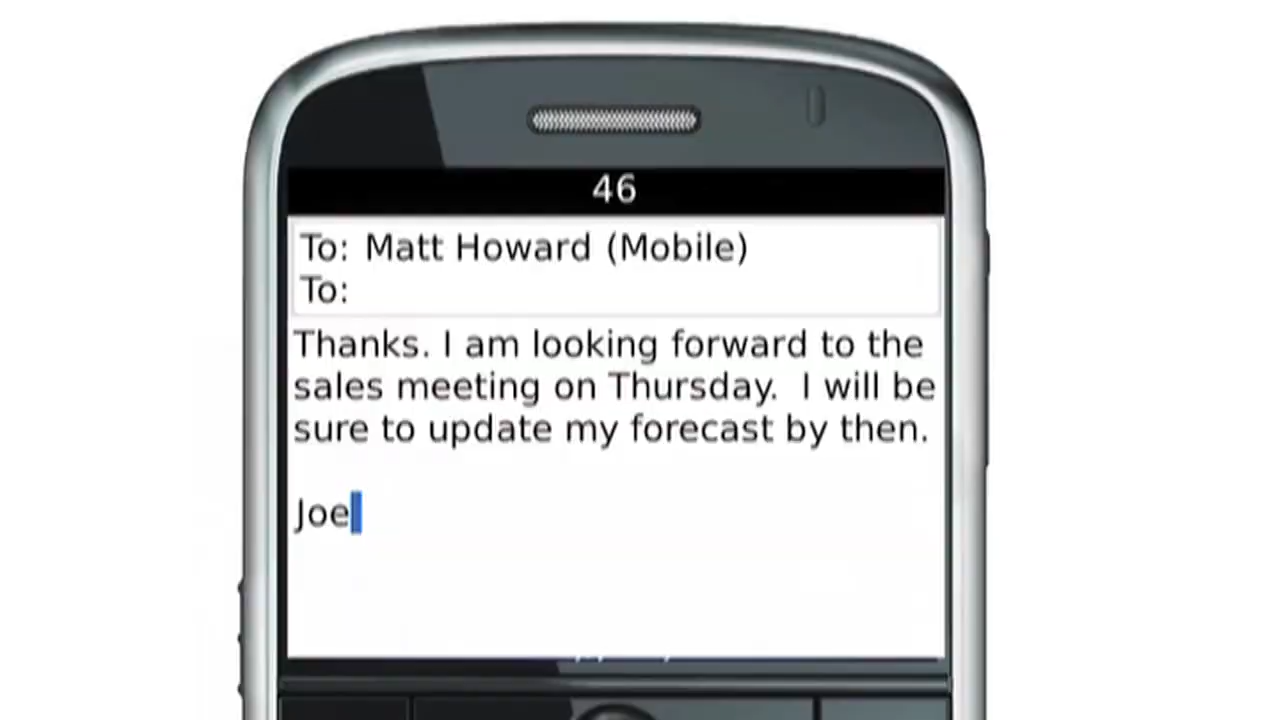 46
To: Matt Howard (Mobile)
To:
Thanks. I am looking forward to the
sales meeting on Thursday.  I will be
sure to update my forecast by then.
Joe